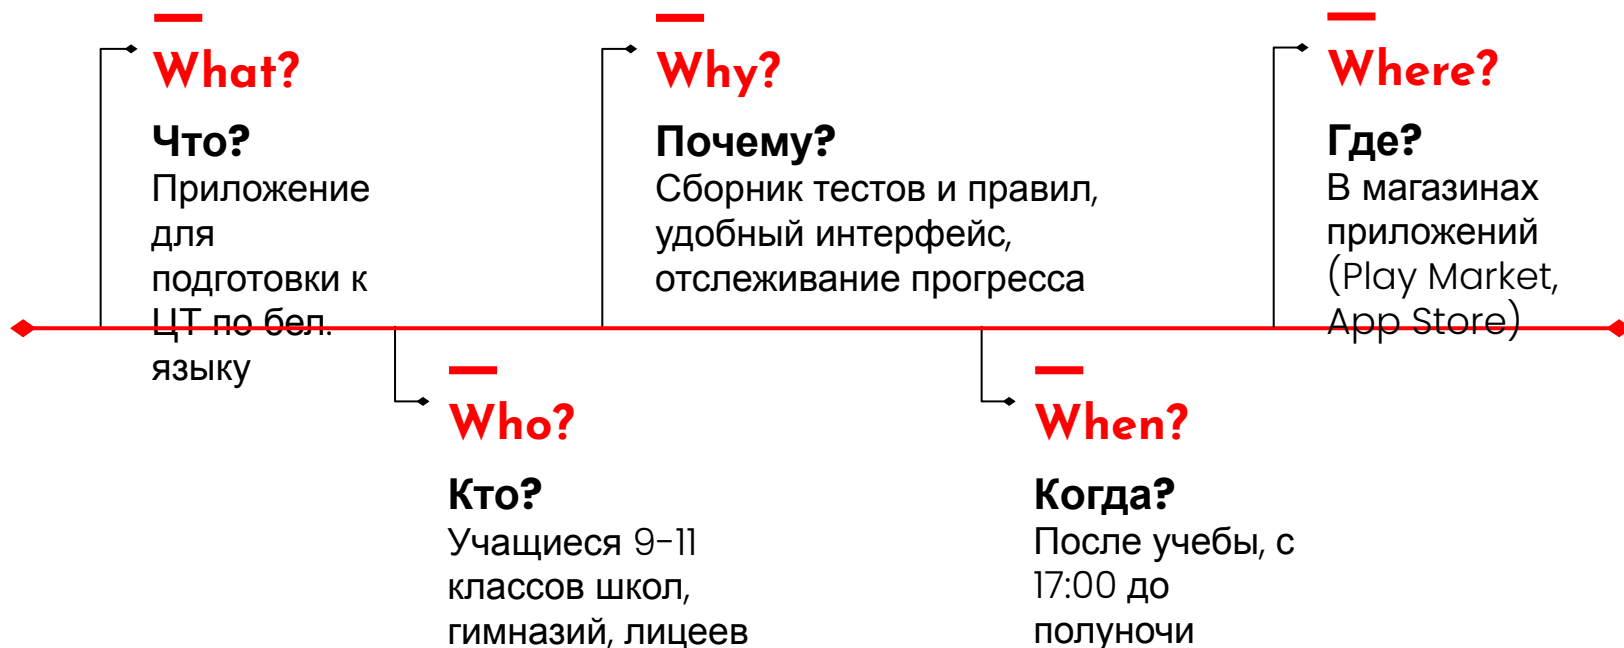 What?
Что?
Приложение
для
подготовки к
ЦТ по бел.
языку
Who?
Кто?
Учащиеся 9-11
классов школ,
гимназий, лицеев
Why?
Почему?
Сборник тестов и правил,
удобный интерфейс,
отслеживание прогресса
When?
Когда?
После учебы, с
17:00 до
полуночи
Where?
Где?
В магазинах
приложений
(Play Market,
App Store)